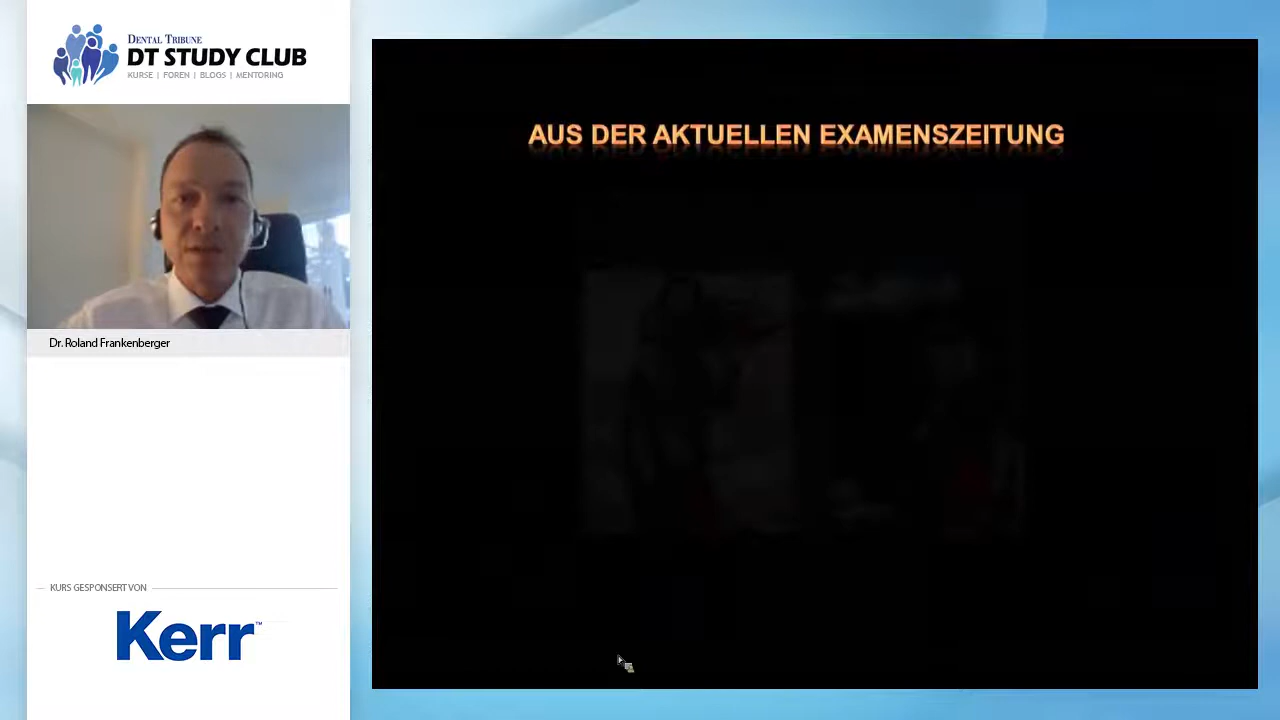 DENTAL TRIBUNE
DT STUDY CLUB
KURSE | FOREN | BLOGS | MENTORING
AUS DER AKTUELLEN EXAMENSZEITUNG
Dr. Roland Frankenberger
KURS GESPONSERT VON
Kerr™